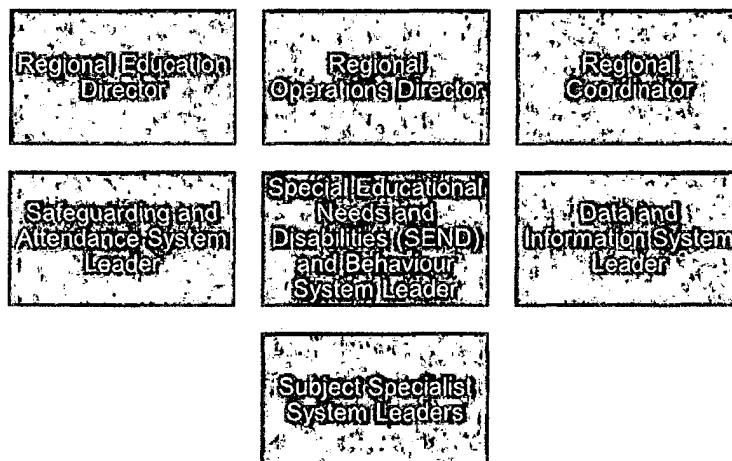 Regional Education
Director
Regional
Operations Director
Regional
Coordinator
Safeguarding and
Attendance System
Leader
Special Educational
Needs and
Disabilities (SEND)
and Behaviour
System Leader
Data and
Information System
Leader
Subject Specialist
System Leaders